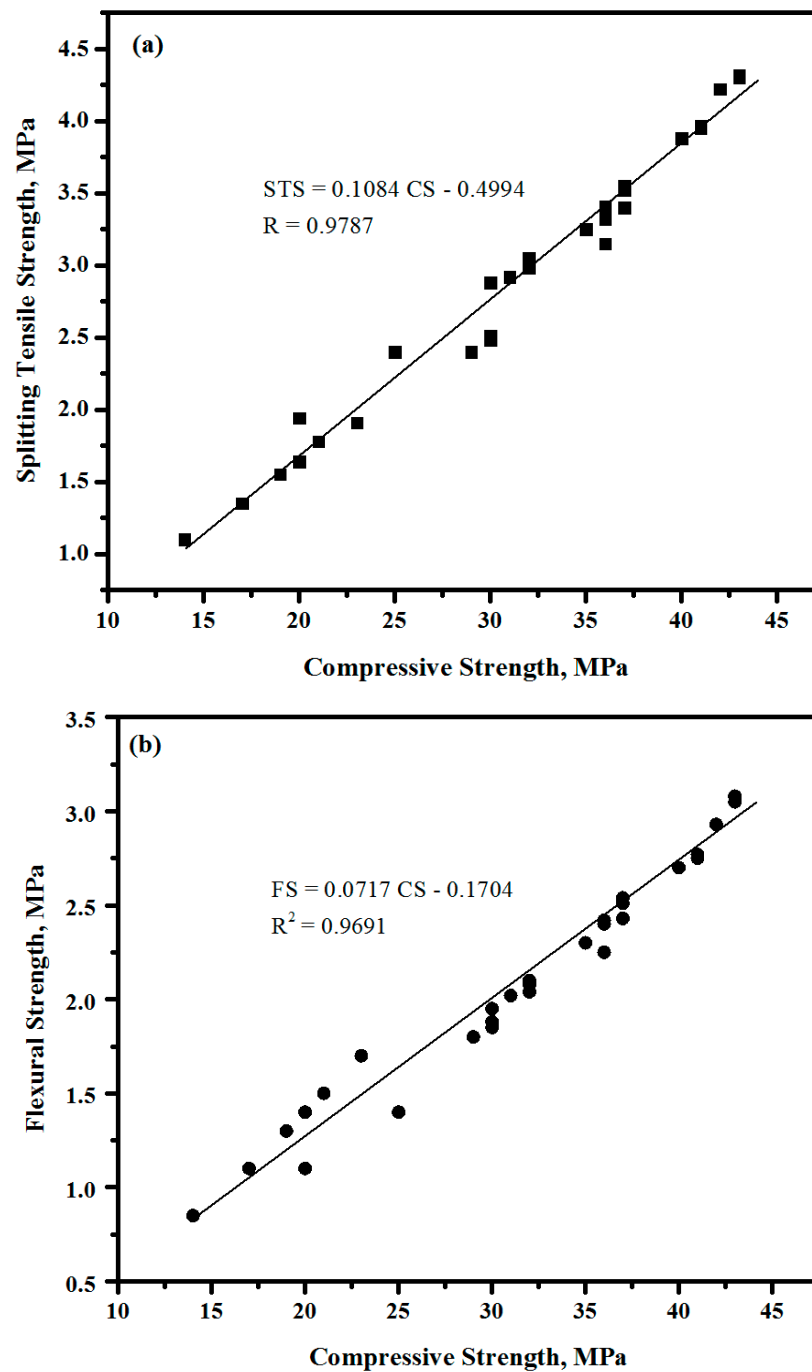 (a)
4.5
4.0
3.5
3.0
2.5
2.0
1.5
1.0
Splitting Tensile Strength, MPa
STS = 0.1084 CS - 0.4994
R = 0.9787
10 15 20 25 30 35 40 45
Compressive Strength, MPa
(b)
3.5
3.0
2.5
2.0
1.5
1.0
0.5
Flexural Strength, MPa
FS = 0.0717 CS - 0.1704
R² = 0.9691
10 15 20 25 30 35 40 45
Compressive Strength, MPa